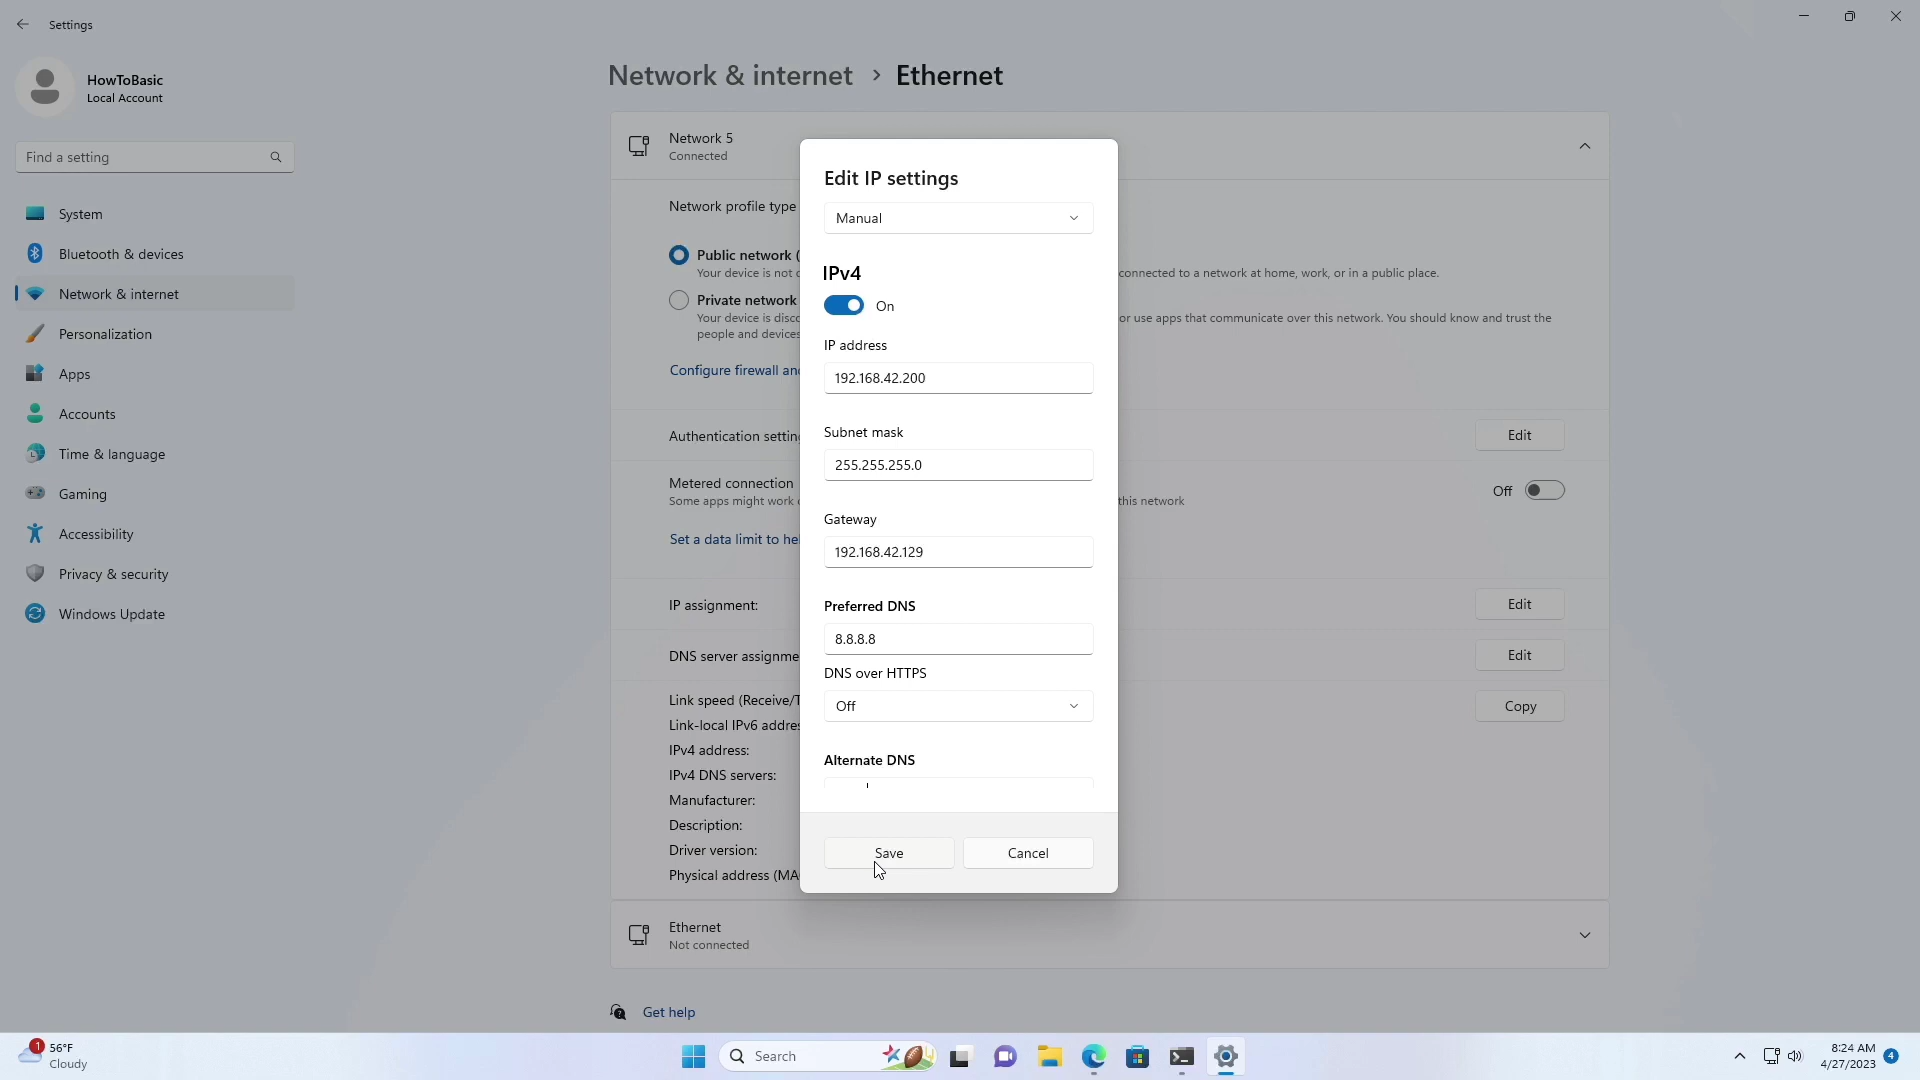 Settings
HowToBasic
Local Account
Find a setting
System
Bluetooth & devices
Network & internet
Personalization
Apps
Accounts
Time & language
Gaming
Accessibility
Privacy & security
Windows Update
Network & internet > Ethernet
Network 5
Connected
Network profile type
Public network (
Your device is not connected to a network at home, work, or in a public place.
Private network
Your device is disc or use apps that communicate over this network. You should know and trust the
people and devices
Configure firewall and
Authentication setting
Edit
Metered connection
Some apps might work this network
Off
Set a data limit to hel
IP assignment:
Edit
DNS server assignme
Edit
Link speed (Receive/T
Copy
Link-local IPv6 addres
IPv4 address:
IPv4 DNS servers:
Manufacturer:
Description:
Driver version:
Physical address (MA
Ethernet
Not connected
Get help
Edit IP settings
Manual
IPv4
On
IP address
192.168.42.200
Subnet mask
255.255.255.0
Gateway
192.168.42.129
Preferred DNS
8.8.8.8
DNS over HTTPS
Off
Alternate DNS
Save
Cancel
1
56°F
Cloudy
Search
8:24 AM
4/27/2023
4